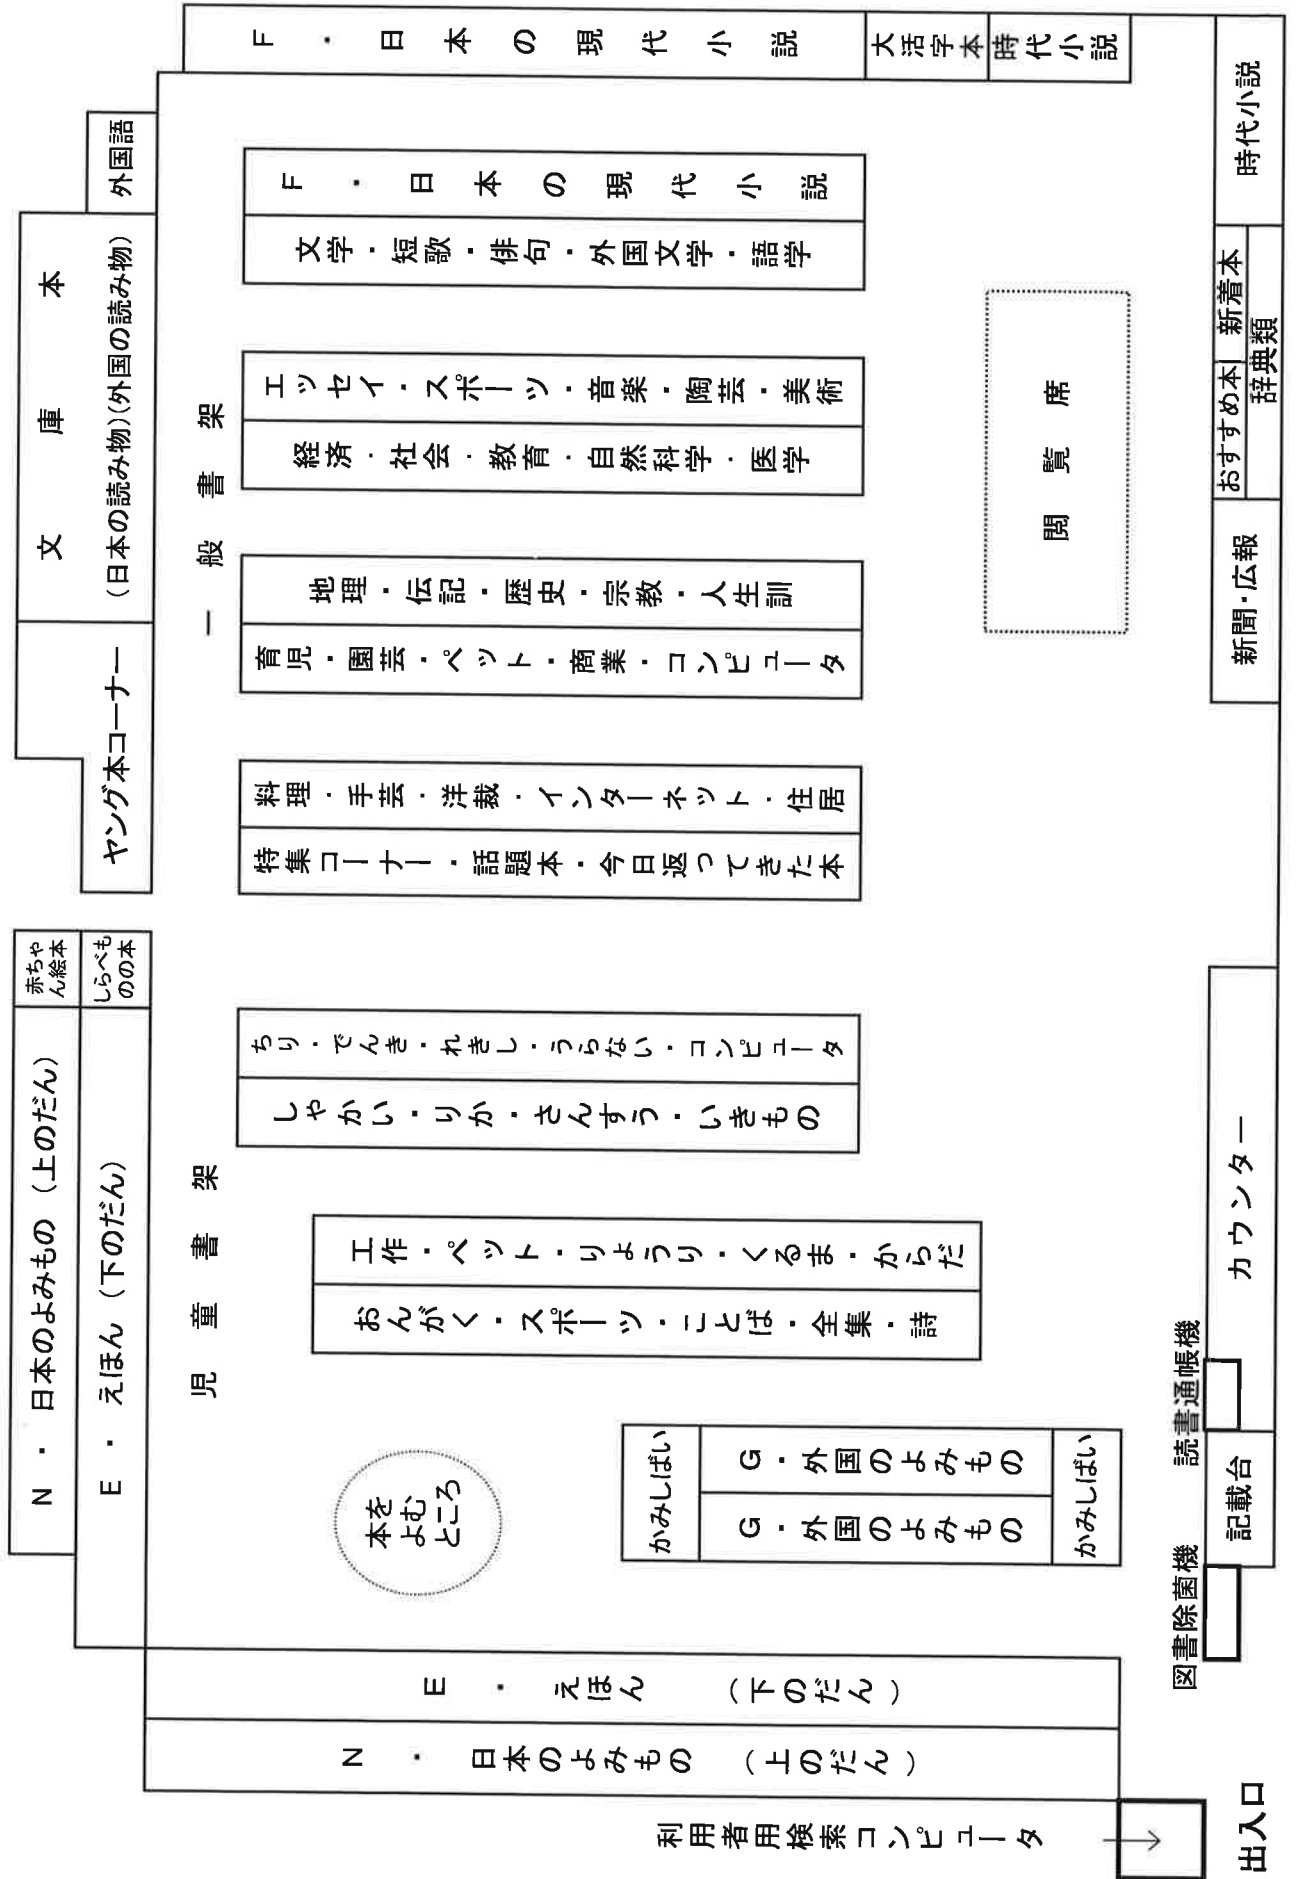 N ・ 日本のよみもの（上のだん）
赤ちゃ
ん絵本
E ・ えほん（下のだん）
しらべも
のの本
ヤング本コーナー
文庫本
（日本の読み物）（外国の読み物）
外国語
児童書架
一般書架
N ・ 日本のよみもの （上のだん）
E ・ えほん （下のだん）
本を
よむ
ところ
かみしばい
G・外国のよみもの
G・外国のよみもの
かみしばい
おんがく・スポーツ・ことば・全集・詩
工作・ペット・りょうり・くるま・からだ
しゃかい・りか・さんすう・いきもの
ちり・でんき・れきし・うらない・コンピュータ
特集コーナー・話題本・今日返ってきた本
料理・手芸・洋裁・インターネット・住居
育児・園芸・ペット・商業・コンピュータ
地理・伝記・歴史・宗教・人生訓
経済・社会・教育・自然科学・医学
エッセイ・スポーツ・音楽・陶芸・美術
文学・短歌・俳句・外国文学・語学
F・日本の現代小説
F・日本の現代小説
大活字本
時代小説
閲覧席
利用者用検索コンピュータ
出入口
図書除菌機
読書通帳機
記載台
カウンター
新聞・広報
おすすめ本
新着本
辞典類
時代小説